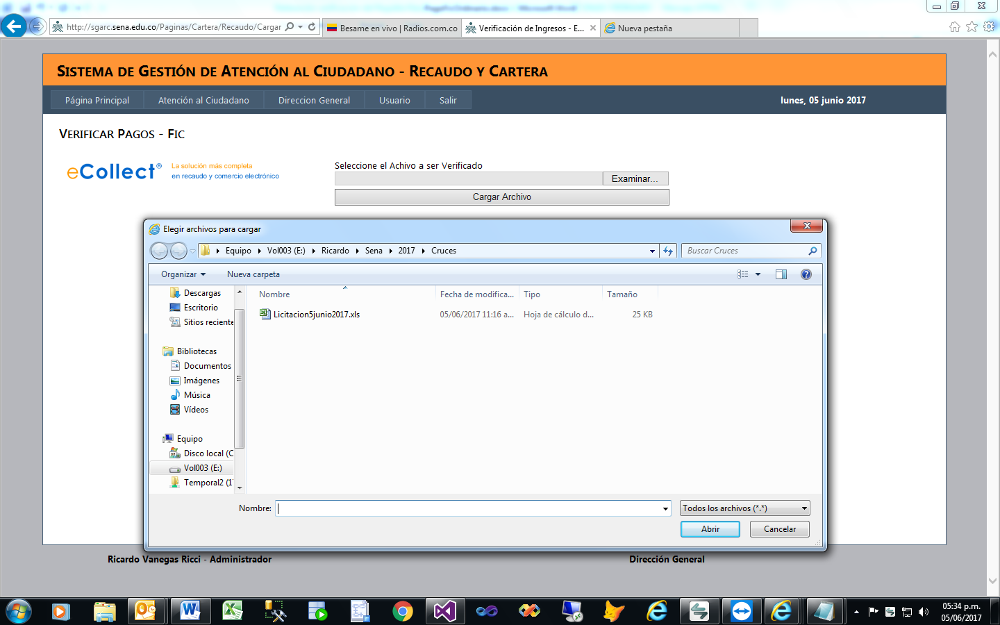 http://sgarc.sena.edu.co/Paginas/Cartera/Recaudo/Cargar
Besame en vivo | Radios.com.co
Verificación de Ingresos - E...
Nueva pestaña
SISTEMA DE GESTIÓN DE ATENCIÓN AL CIUDADANO - RECAUDO Y CARTERA
Página Principal
Atención al Ciudadano
Direccion General
Usuario
Salir
lunes, 05 junio 2017
VERIFICAR PAGOS - FIC
eCollect®
La solución más completa
en recaudo y comercio electrónico
Seleccione el Achivo a ser Verificado
Examinar...
Cargar Archivo
Elegir archivos para cargar
Equipo
Vol003 (E:)
Ricardo
Sena
2017
Cruces
Buscar Cruces
Organizar
Nueva carpeta
Descargas
Escritorio
Sitios reciente
Bibliotecas
Documentos
Imágenes
Música
Vídeos
Equipo
Disco local (C
Vol003 (E:)
Temporal2 (1
Nombre
Fecha de modifica...
Tipo
Tamaño
Licitacion5junio2017.xls
05/06/2017 11:16 a...
Hoja de cálculo d...
25 KB
Nombre:
Todos los archivos (*.*)
Abrir
Cancelar
Ricardo Vanegas Ricci - Administrador
Dirección General
05:34 p.m.
05/06/2017